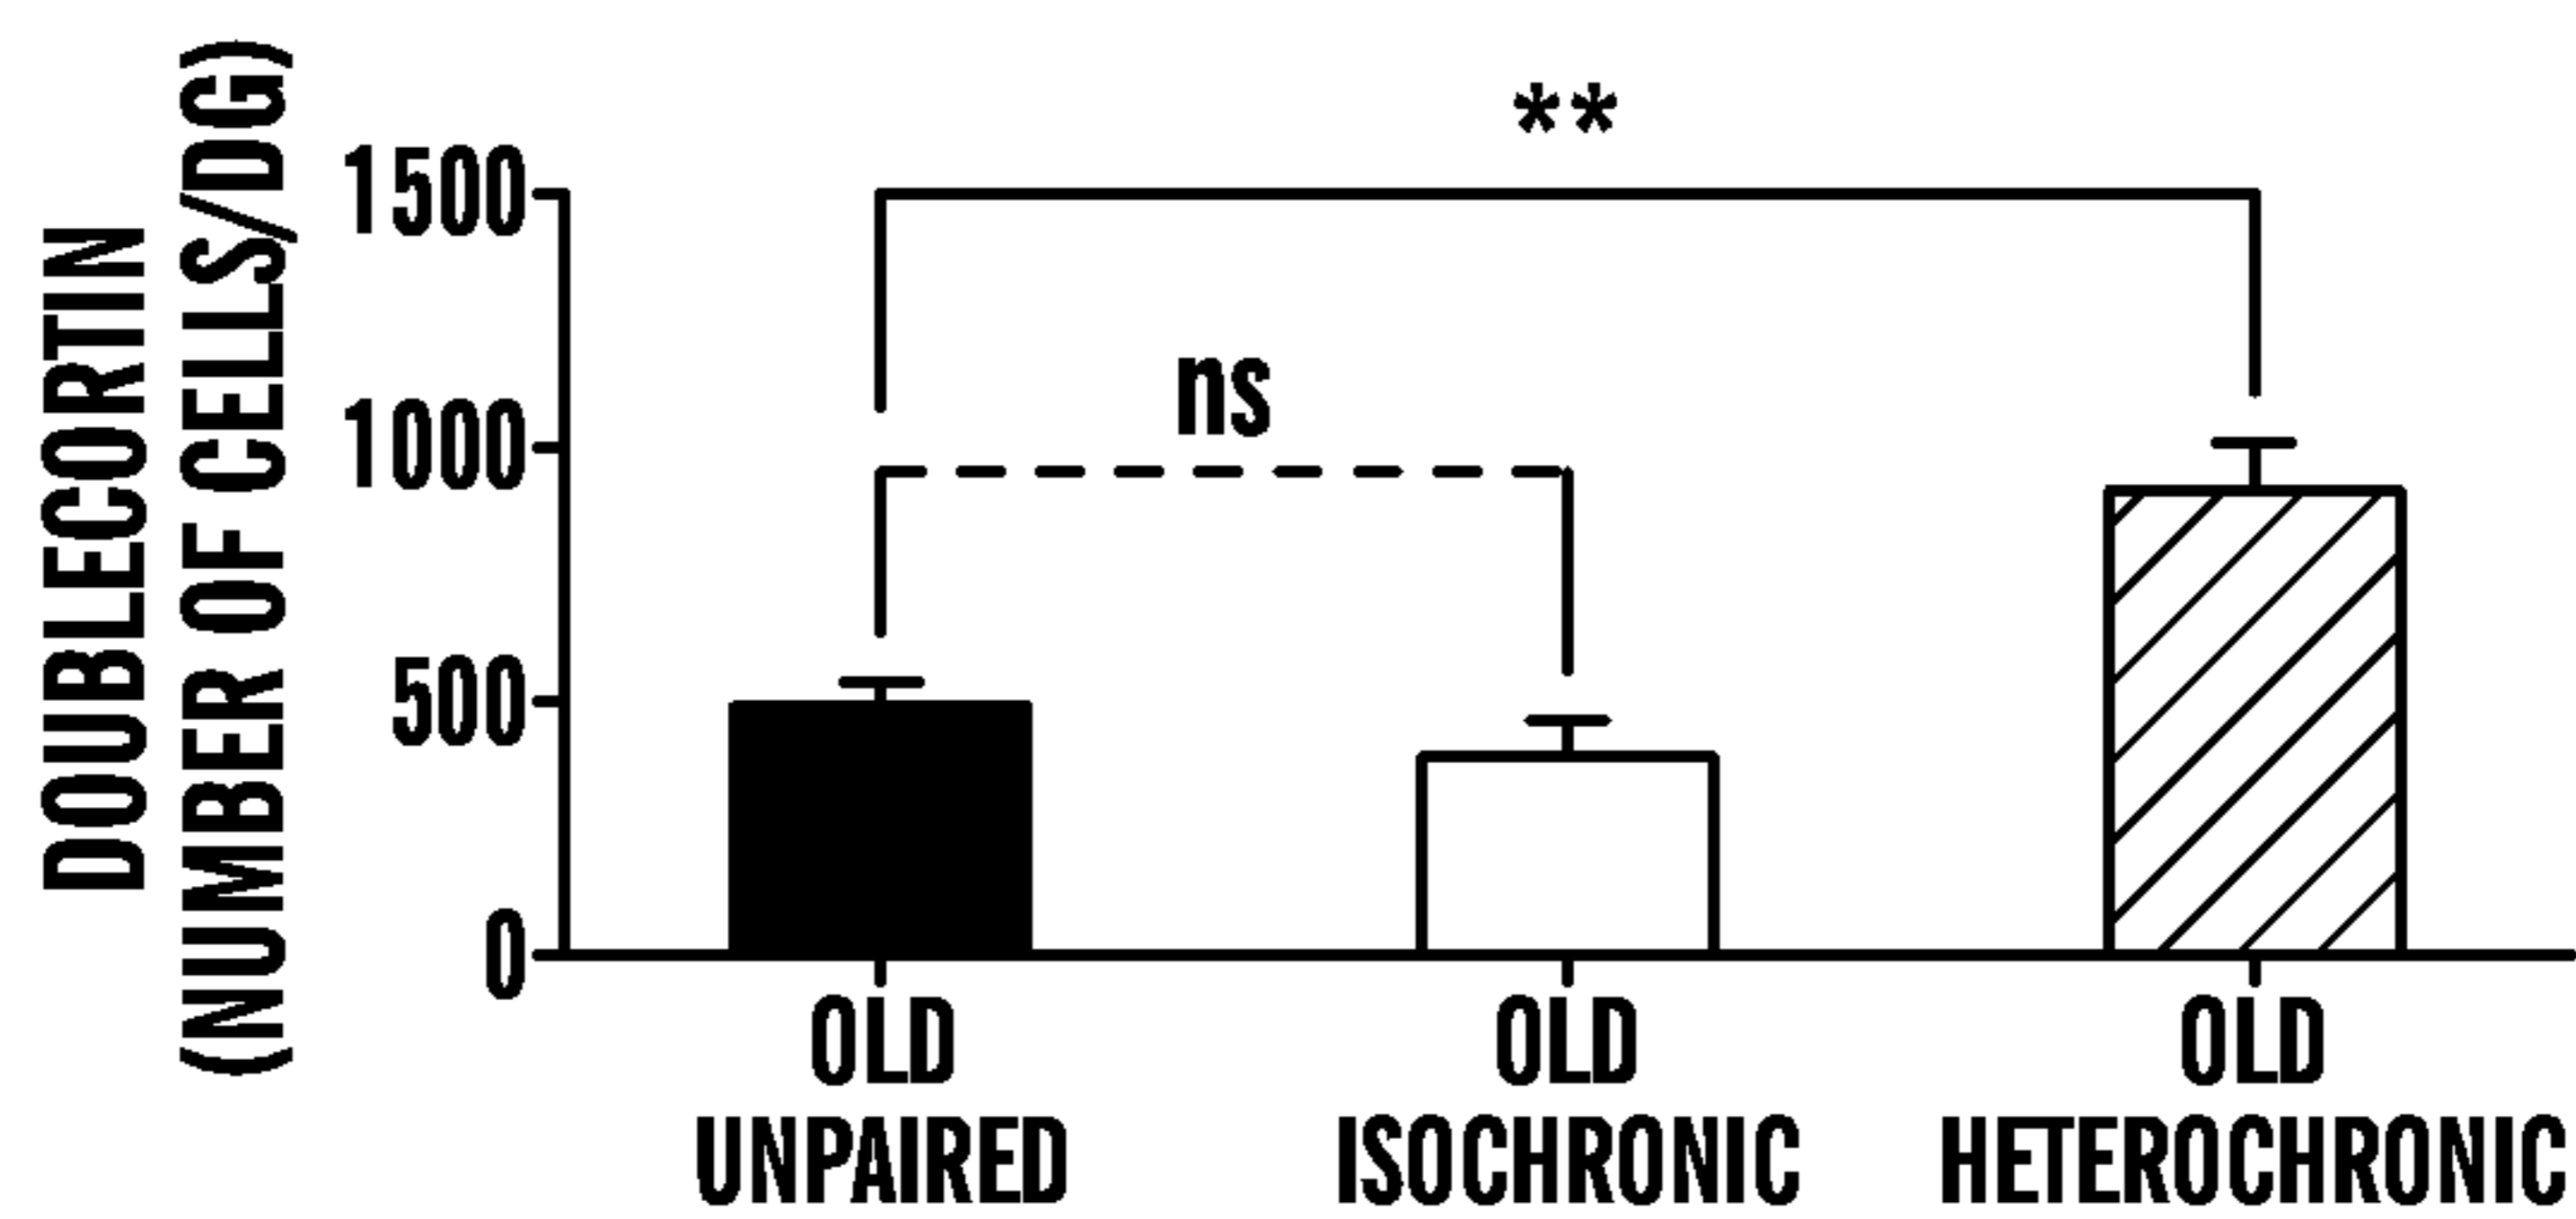 DOUBLECORTIN
(NUMBER OF CELLS/DG)
1500
1000
500
0
**
ns
OLD
UNPAIRED
OLD
ISOCHRONIC
OLD
HETEROCHRONIC